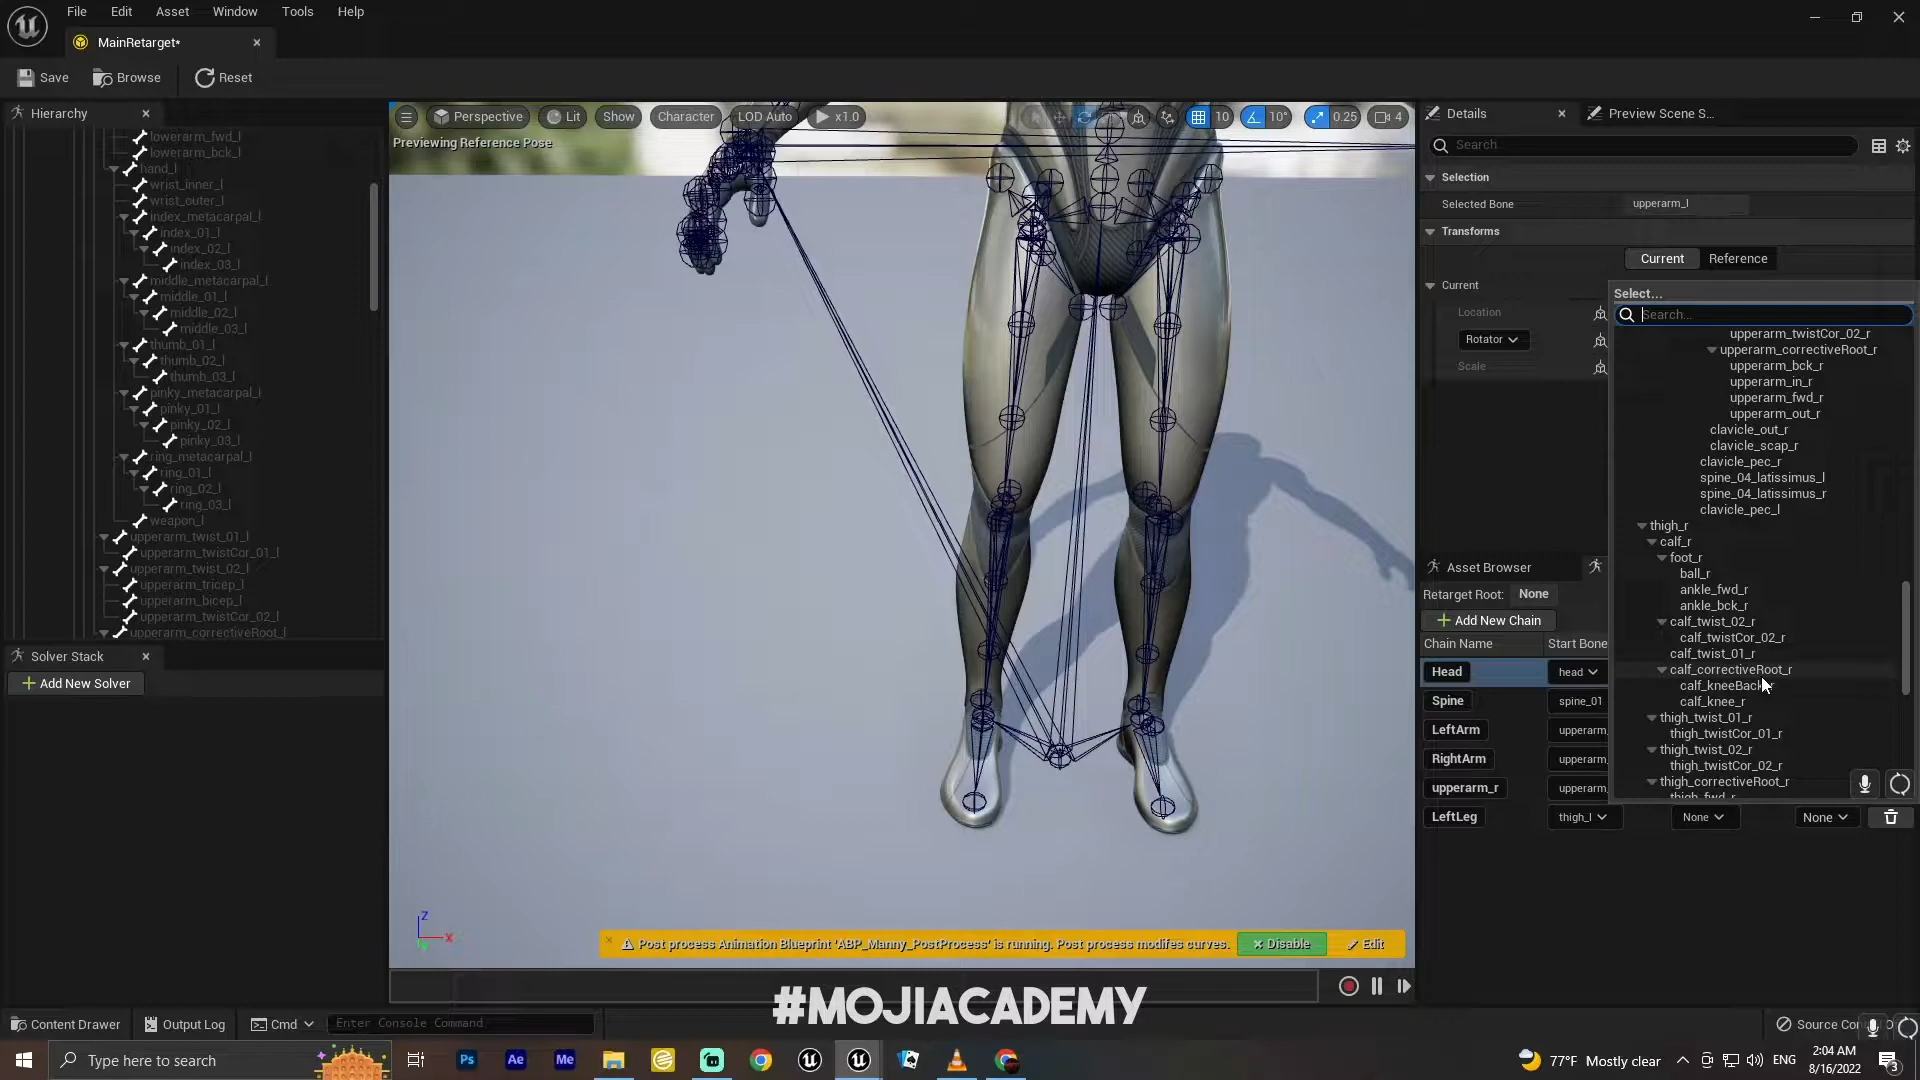 File Edit Asset Window Tools Help
MainRetarget*
Save Browse Reset
Hierarchy
lowerarm_fwd_l
lowerarm_bck_l
hand_l
wrist_inner_l
wrist_outer_l
index_metacarpal_l
index_01_l
index_02_l
index_03_l
middle_metacarpal_l
middle_01_l
middle_02_l
middle_03_l
thumb_01_l
thumb_02_l
thumb_03_l
pinky_metacarpal_l
pinky_01_l
pinky_02_l
pinky_03_l
ring_metacarpal_l
ring_01_l
ring_02_l
ring_03_l
weapon_l
upperarm_twist_01_l
upperarm_twistCor_01_l
upperarm_twist_02_l
upperarm_tricep_l
upperarm_bicep_l
upperarm_twistCor_02_l
upperarm_correctiveRoot_l
Solver Stack
Add New Solver
Perspective Lit Show Character LOD Auto x1.0 10 10° 0.25 4
Previewing Reference Pose
Z
X
Post process Animation Blueprint 'ABP_Manny_PostProcess' is running. Post process modifes curves. Disable Edit
Details Preview Scene S...
Search
Selection
Selected Bone upperarm_l
Transforms
Current Reference
Current
Location
Rotator
Scale
Select...
Search...
upperarm_twistCor_02_r
upperarm_correctiveRoot_r
upperarm_bck_r
upperarm_in_r
upperarm_fwd_r
upperarm_out_r
clavicle_out_r
clavicle_scap_r
clavicle_pec_r
spine_04_latissimus_l
spine_04_latissimus_r
clavicle_pec_l
thigh_r
calf_r
foot_r
ball_r
ankle_fwd_r
ankle_bck_r
calf_twist_02_r
calf_twistCor_02_r
calf_twist_01_r
calf_correctiveRoot_r
calf_kneeBack_r
calf_knee_r
thigh_twist_01_r
thigh_twistCor_01_r
thigh_twist_02_r
thigh_twistCor_02_r
thigh_correctiveRoot_r
thigh_fwd_r
Asset Browser
Retarget Root: None
Add New Chain
Chain Name Start Bone
Head head
Spine spine_01
LeftArm upperarm_
RightArm upperarm_
upperarm_r upperarm_
LeftLeg thigh_l None None
#MOJIACADEMY
Content Drawer Output Log Cmd Enter Console Command Source Co
Type here to search Ps Ae Me 77°F Mostly clear ENG 2:04 AM
8/16/2022
3